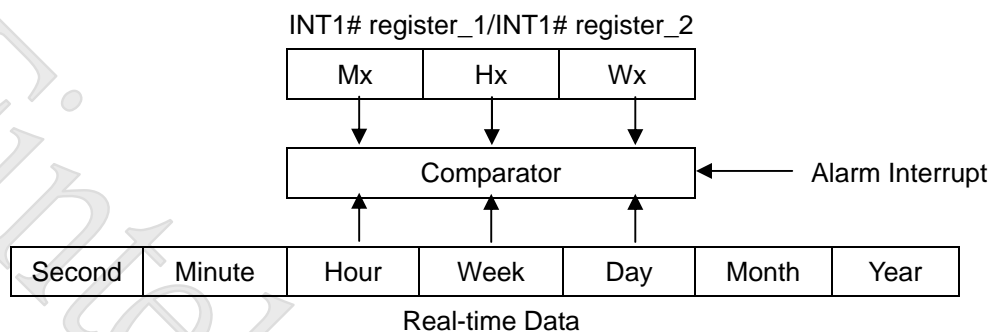 INT1# register_1/INT1# register_2
Mx Hx Wx
Comparator
Alarm Interrupt
Second Minute Hour Week Day Month Year
Real-time Data